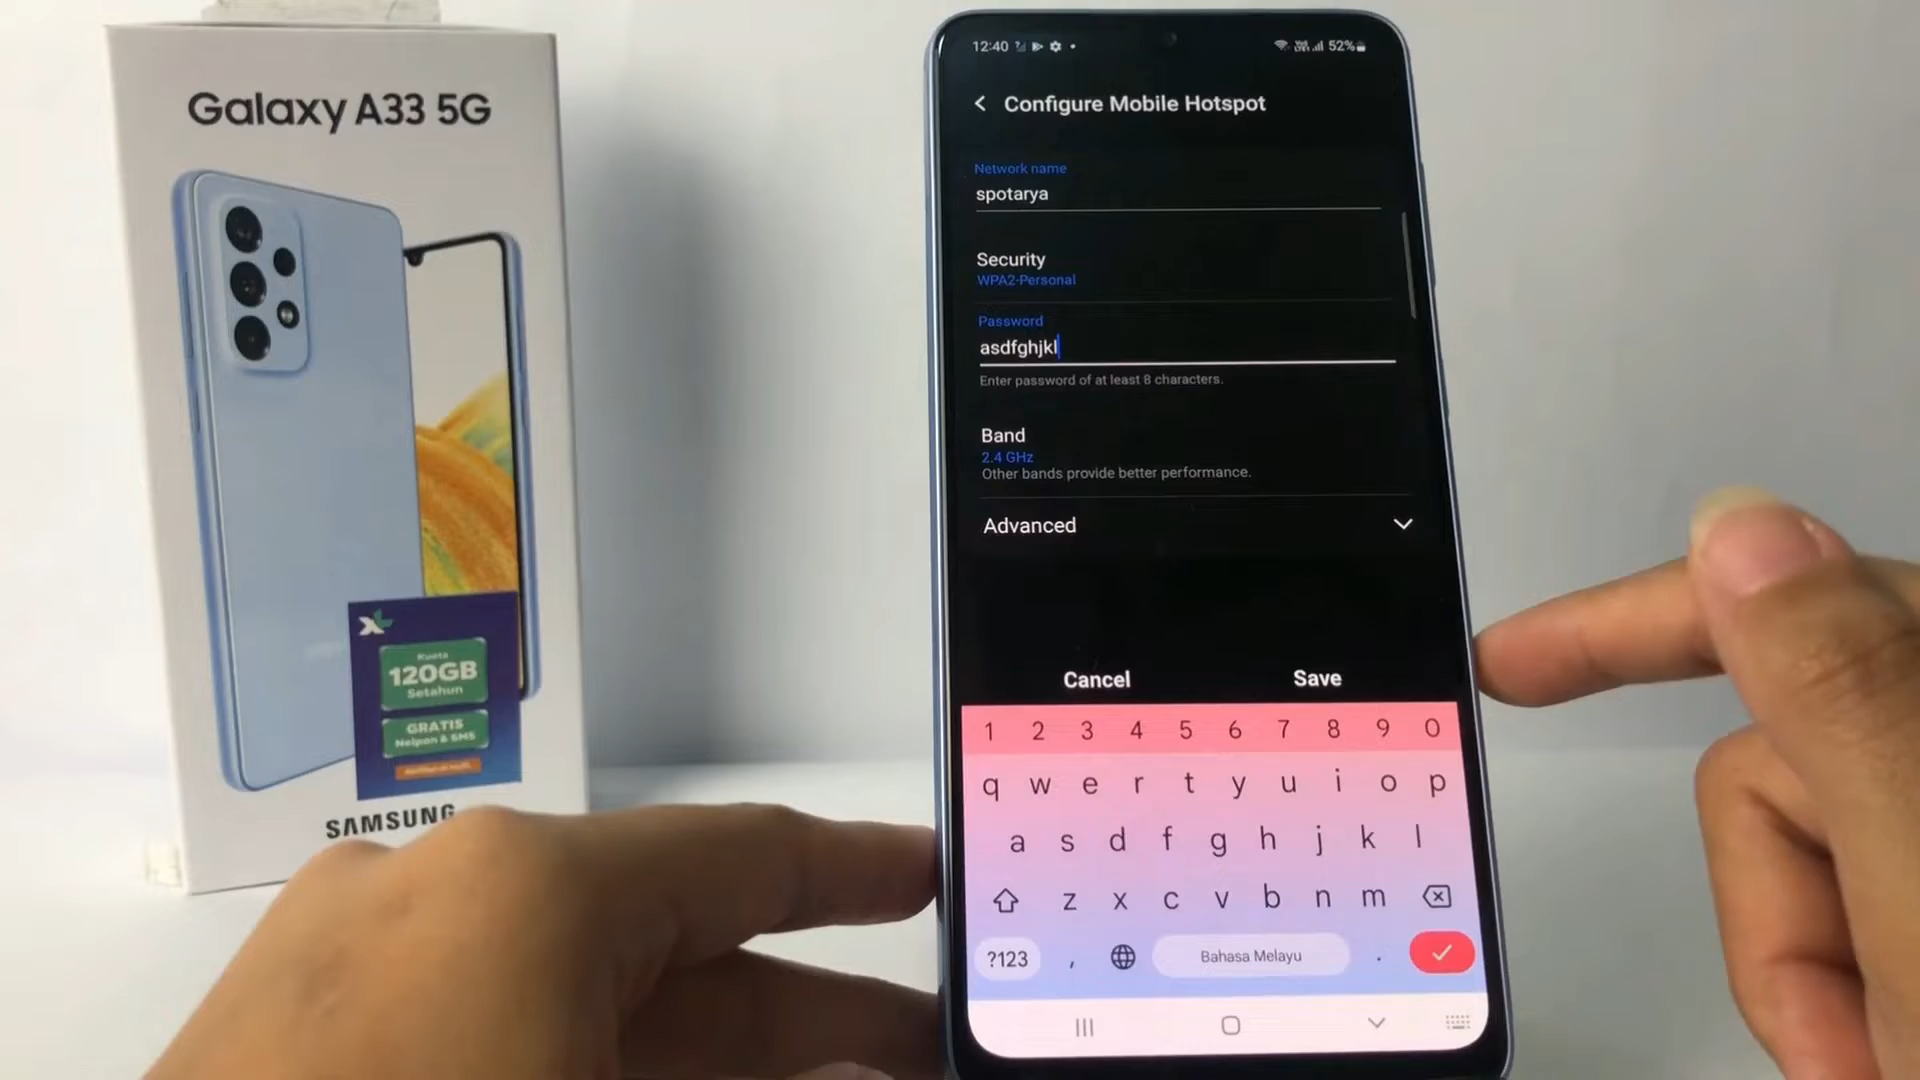 Galaxy A33 5G
XL
Kuota
120GB
Setahun
GRATIS
Nelpon & SMS
SAMSUNG
12:40
52%
Configure Mobile Hotspot
Network name
spotarya
Security
WPA2-Personal
Password
asdfghjkl
Enter password of at least 8 characters.
Band
2.4 GHz
Other bands provide better performance.
Advanced
Cancel Save
1 2 3 4 5 6 7 8 9 0
q w e r t y u i o p
a s d f g h j k l
z x c v b n m
?123 , Bahasa Melayu .